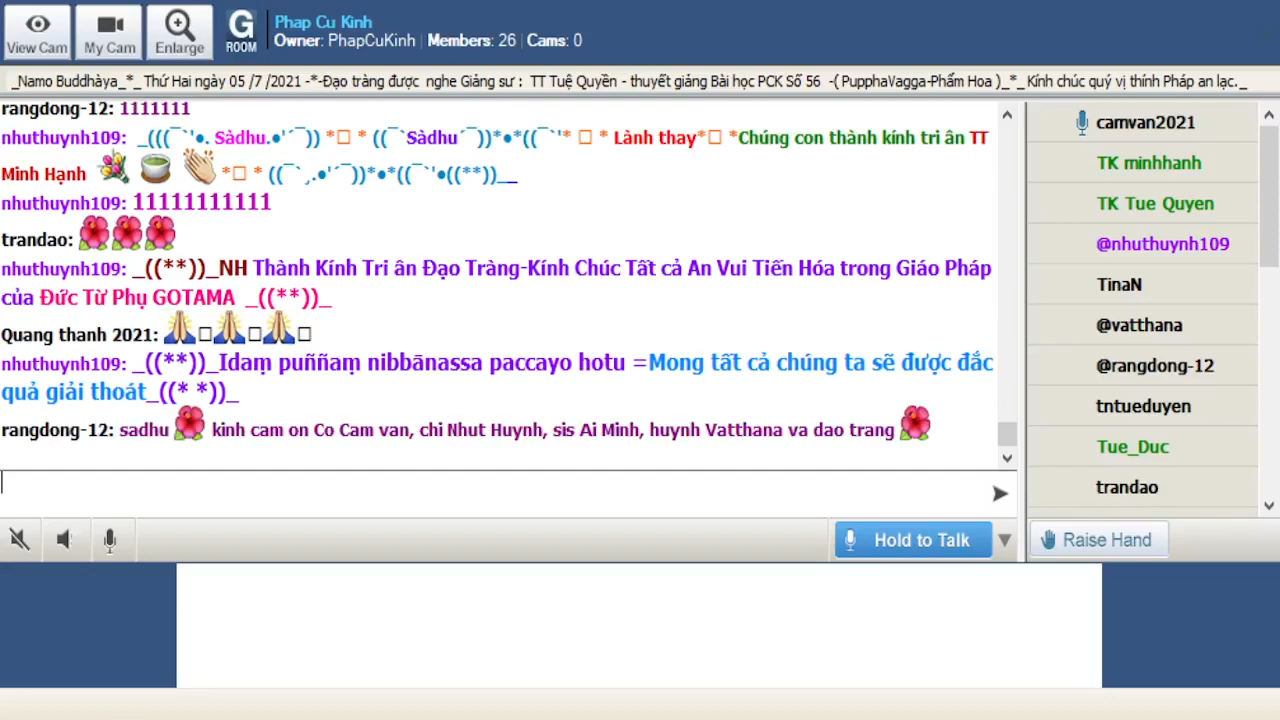 View Cam
My Cam
Enlarge
G
ROOM
Phap Cu Kinh
Owner: PhapCuKinh | Members: 26 | Cams: 0
_Namo Buddhàya_*_ Thứ Hai ngày 05 /7 /2021 -*-Đạo tràng được nghe Giảng sư : TT Tuệ Quyền - thuyết giảng Bài học PCK Số 56 -( PupphaVagga-Phẩm Hoa )_*_ Kính chúc quý vị thính Pháp an lạc._
rangdong-12: 1111111
nhuthuynh109: _(((¯`'•. Sàdhu.•'´¯)) *□ * ((¯`Sàdhu´¯))*•*((¯`'* □ * Lành thay*□ *Chúng con thành kính tri ân TT
Minh Hạnh *□ * ((¯`¸.•'´¯))*•*((¯`'•((**))__
nhuthuynh109: 11111111111
trandao:
nhuthuynh109: _((**))_NH Thành Kính Tri ân Đạo Tràng-Kính Chúc Tất cả An Vui Tiến Hóa trong Giáo Pháp
của Đức Từ Phụ GOTAMA _((**))_
Quang thanh 2021: □ □ □
nhuthuynh109: _((**))_Idaṃ puññaṃ nibbānassa paccayo hotu =Mong tất cả chúng ta sẽ được đắc
quả giải thoát_((* *))_
rangdong-12: sadhu kinh cam on Co Cam van, chi Nhut Huynh, sis Ai Minh, huynh Vatthana va dao trang
camvan2021
TK minhhanh
TK Tue Quyen
@nhuthuynh109
TinaN
@vatthana
@rangdong-12
tntueduyen
Tue_Duc
trandao
Hold to Talk
Raise Hand